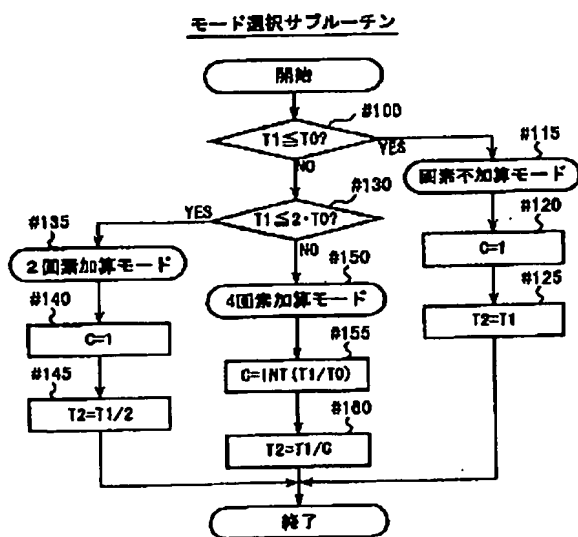 モード選択サブルーチン
開始
#100
T1≦T0?
YES
NO
#115
画素不加算モード
#130
T1≦2・T0?
YES
NO
#120
C=1
#135
2画素加算モード
#150
4画素加算モード
#125
T2=T1
#140
C=1
#155
C=INT(T1/T0)
#145
T2=T1/2
#160
T2=T1/C
終了